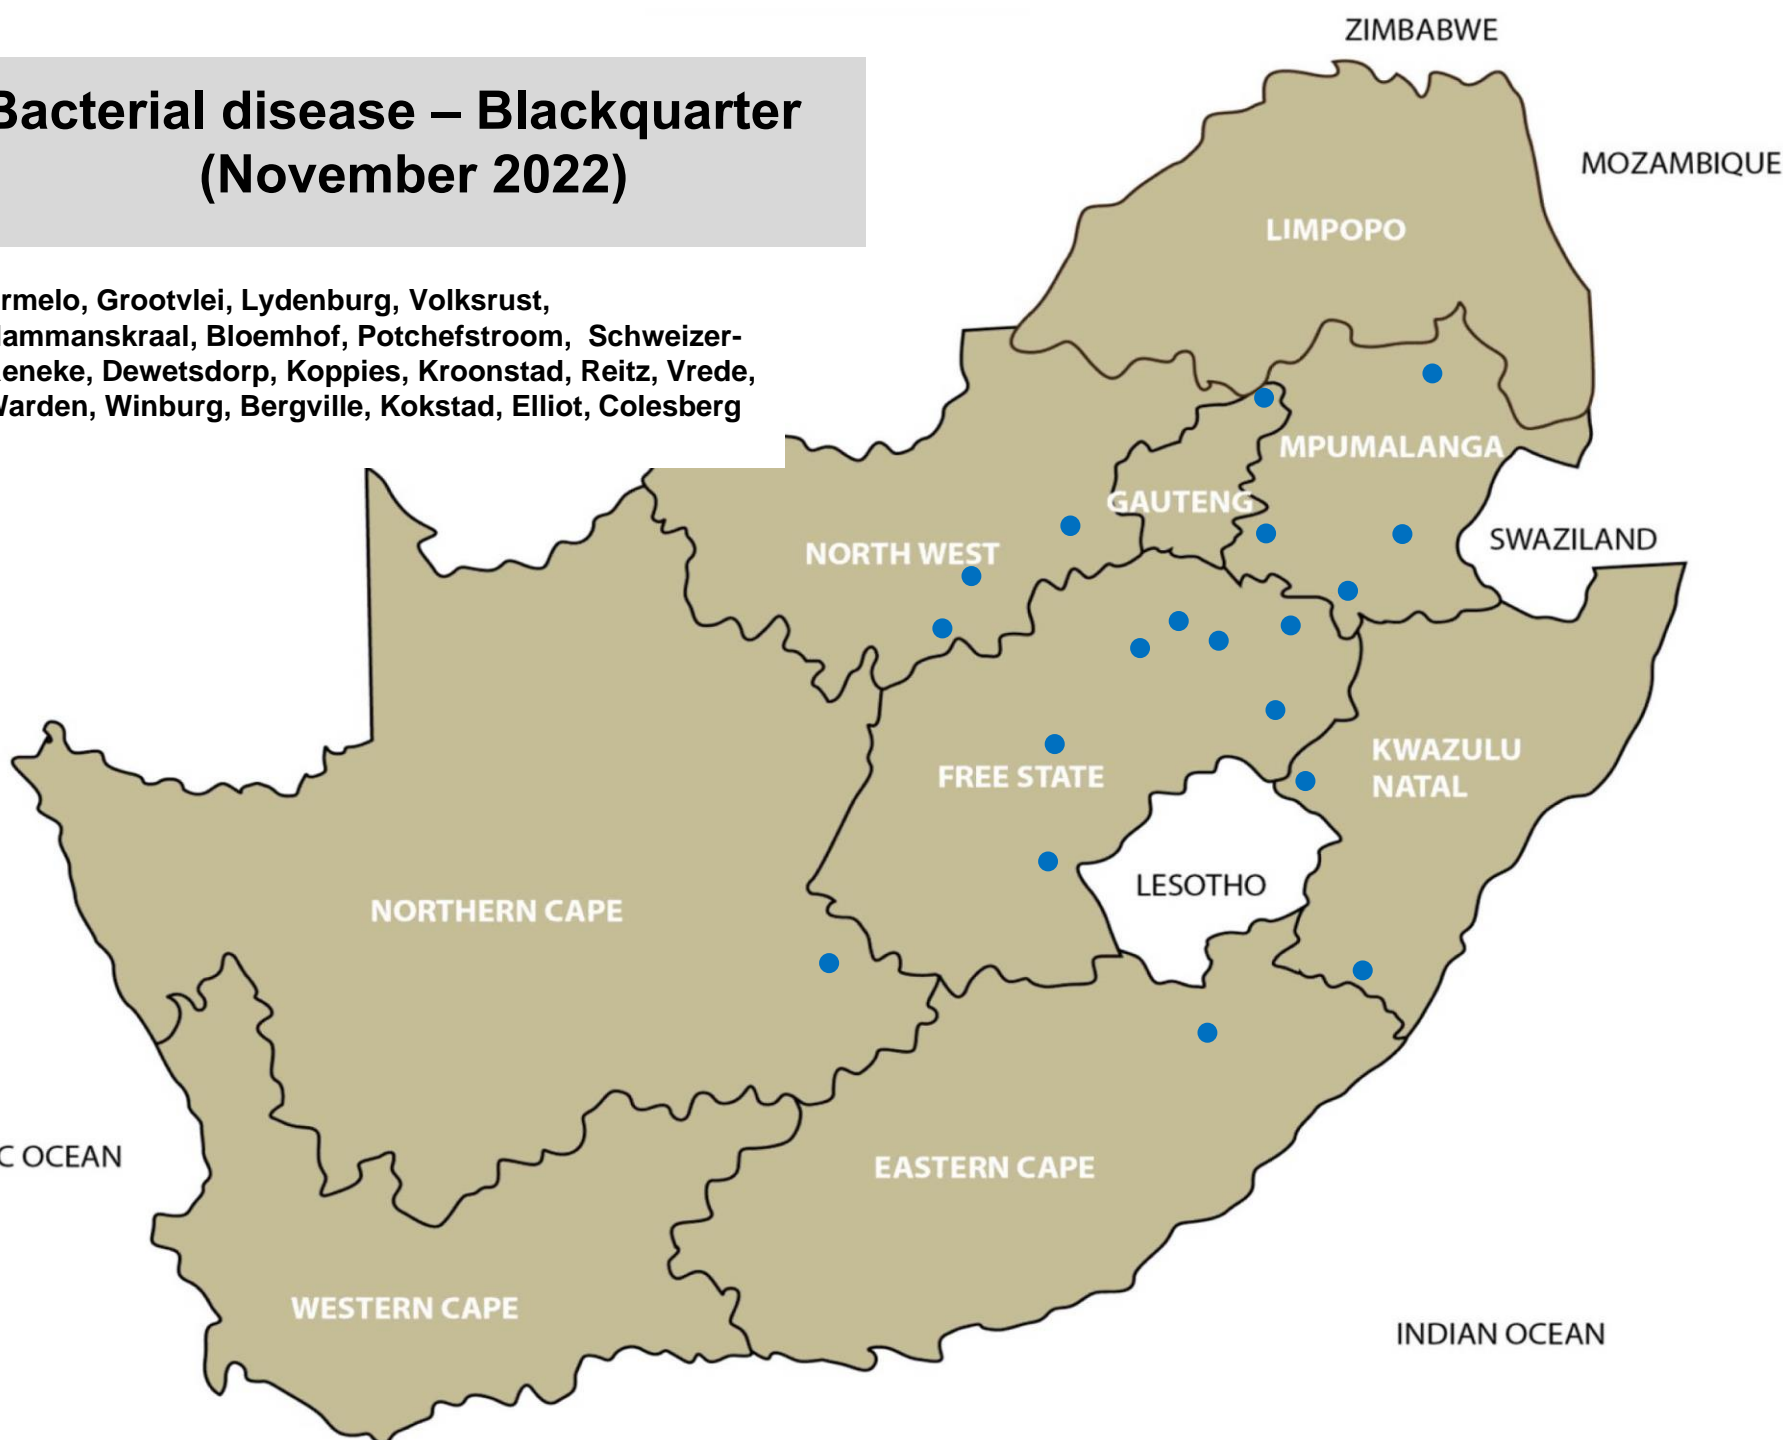 Bacterial disease – Blackquarter
(November 2022)
rmelo, Grootvlei, Lydenburg, Volksrust,
ammanskraal, Bloemhof, Potchefstroom, Schweizer-
eneke, Dewetsdorp, Koppies, Kroonstad, Reitz, Vrede,
Warden, Winburg, Bergville, Kokstad, Elliot, Colesberg
ZIMBABWE
MOZAMBIQUE
LIMPOPO
MPUMALANGA
GAUTENG
NORTH WEST
SWAZILAND
KWAZULU
NATAL
FREE STATE
LESOTHO
NORTHERN CAPE
C OCEAN
EASTERN CAPE
WESTERN CAPE
INDIAN OCEAN